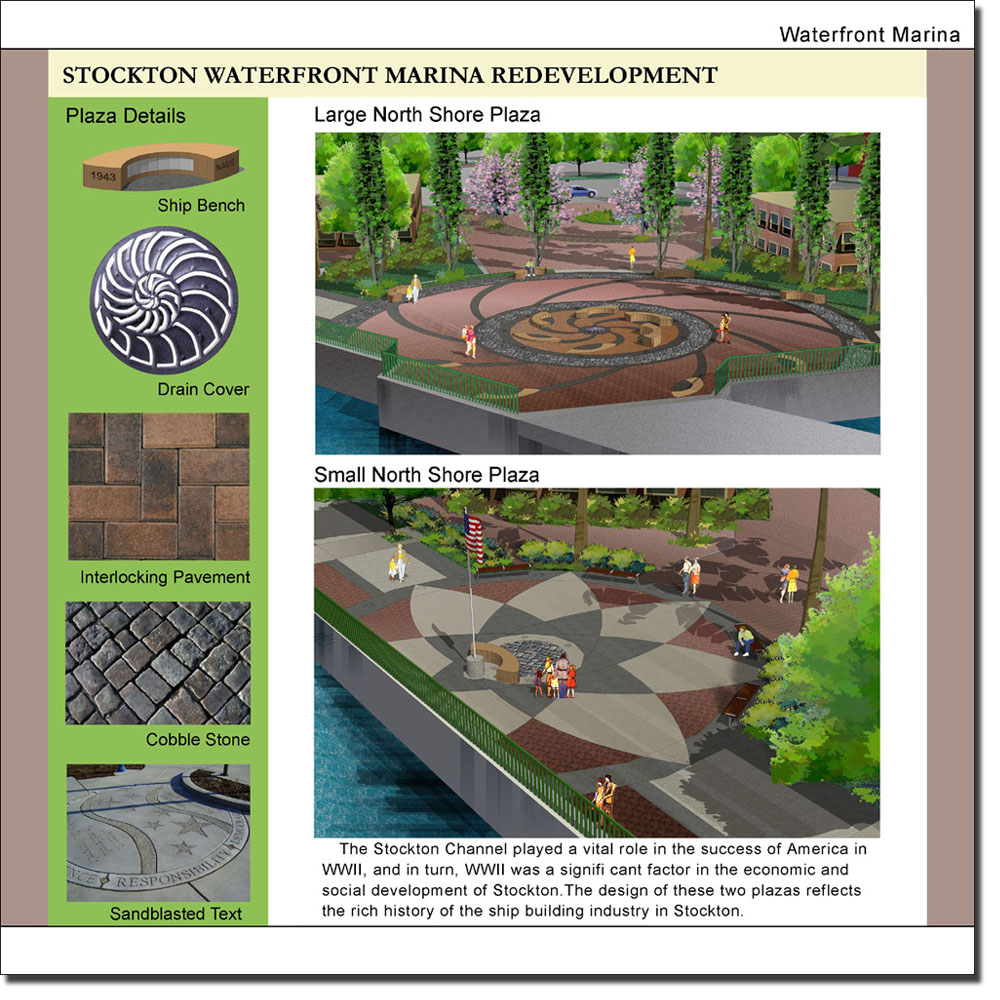 Waterfront Marina
STOCKTON WATERFRONT MARINA REDEVELOPMENT
Plaza Details
1943
NAME
Ship Bench
Drain Cover
Interlocking Pavement
Cobble Stone
RESPONSIBILITY
Sandblasted Text
Large North Shore Plaza
Small North Shore Plaza
The Stockton Channel played a vital role in the success of America in
WWII, and in turn, WWII was a signifi cant factor in the economic and
social development of Stockton.The design of these two plazas reflects
the rich history of the ship building industry in Stockton.